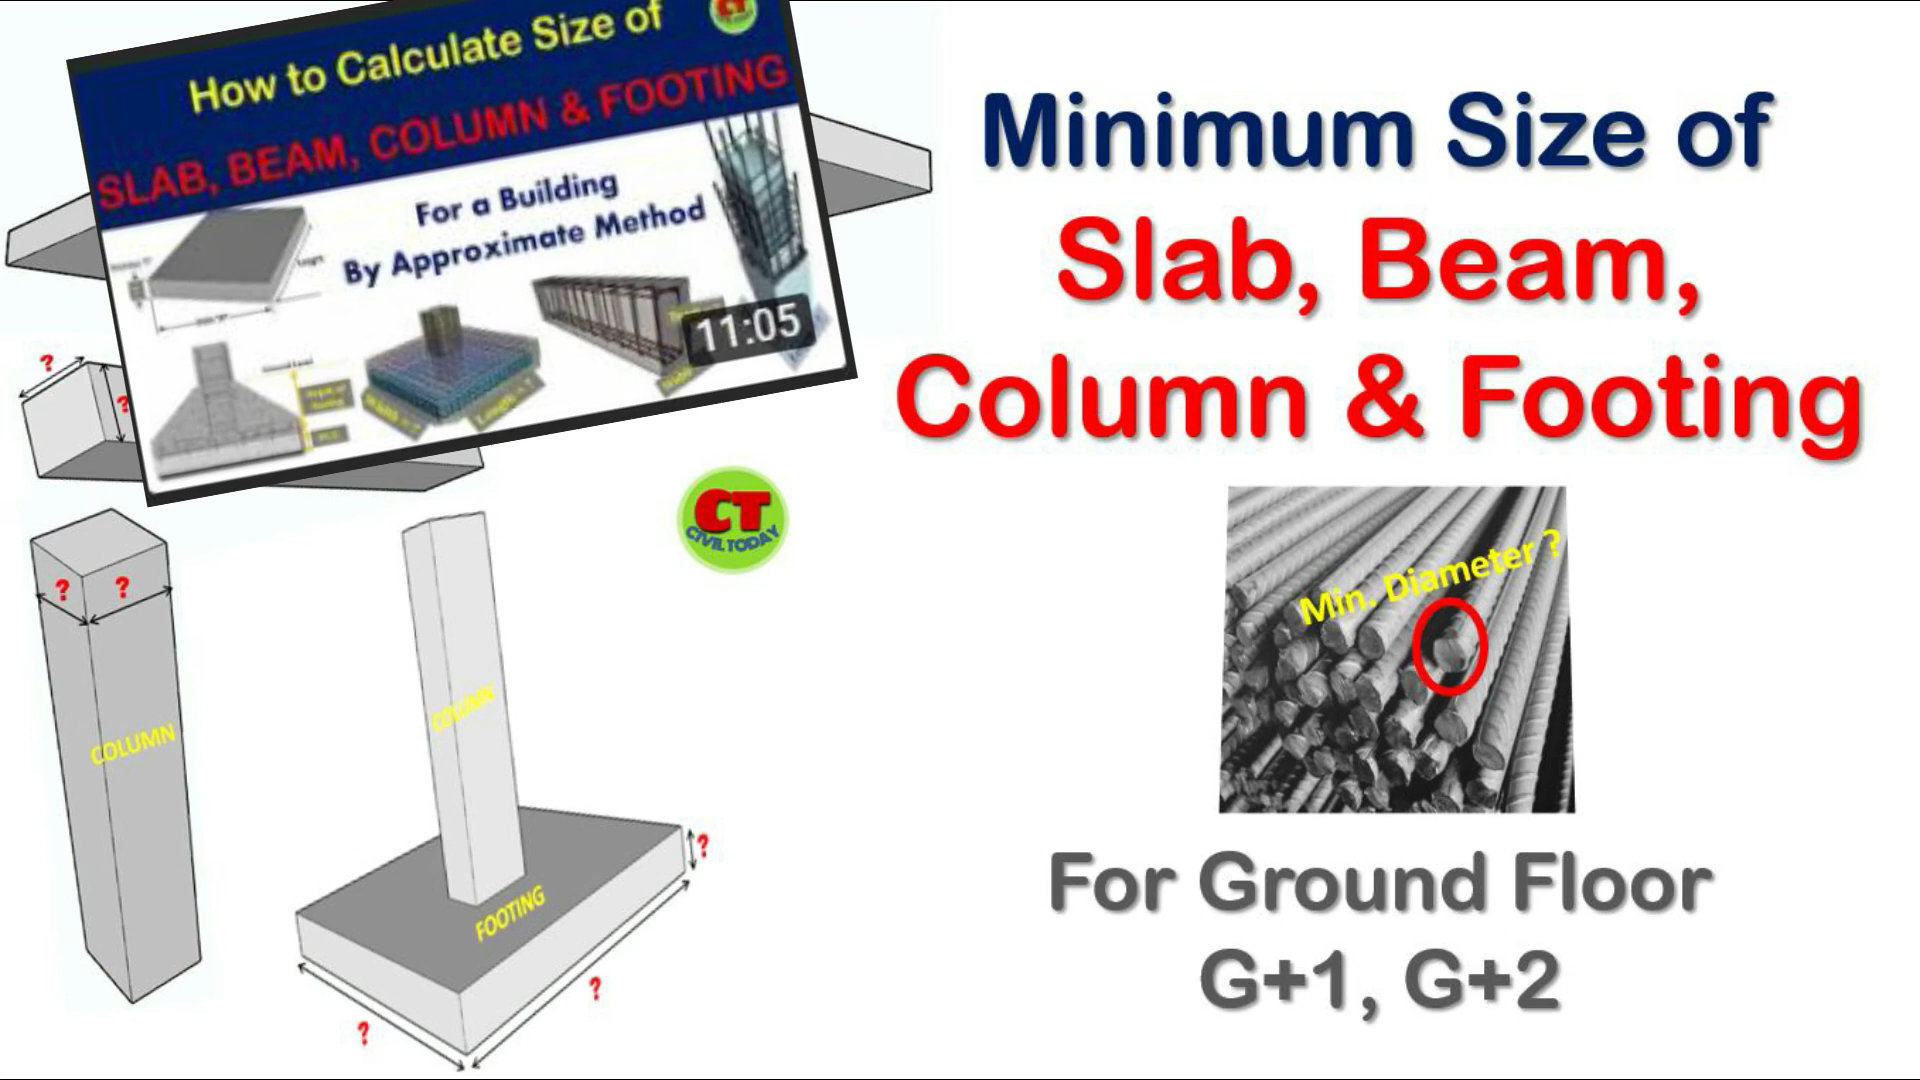 How to Calculate Size of
CT
SLAB, BEAM, COLUMN & FOOTING
For a Building
By Approximate Method
11:05
Minimum Size of
Slab, Beam,
Column & Footing
?
?
CT
CIVIL TODAY
Min. Diameter ?
? ?
COLUMN
COLUMN
FOOTING
?
?
?
For Ground Floor
G+1, G+2